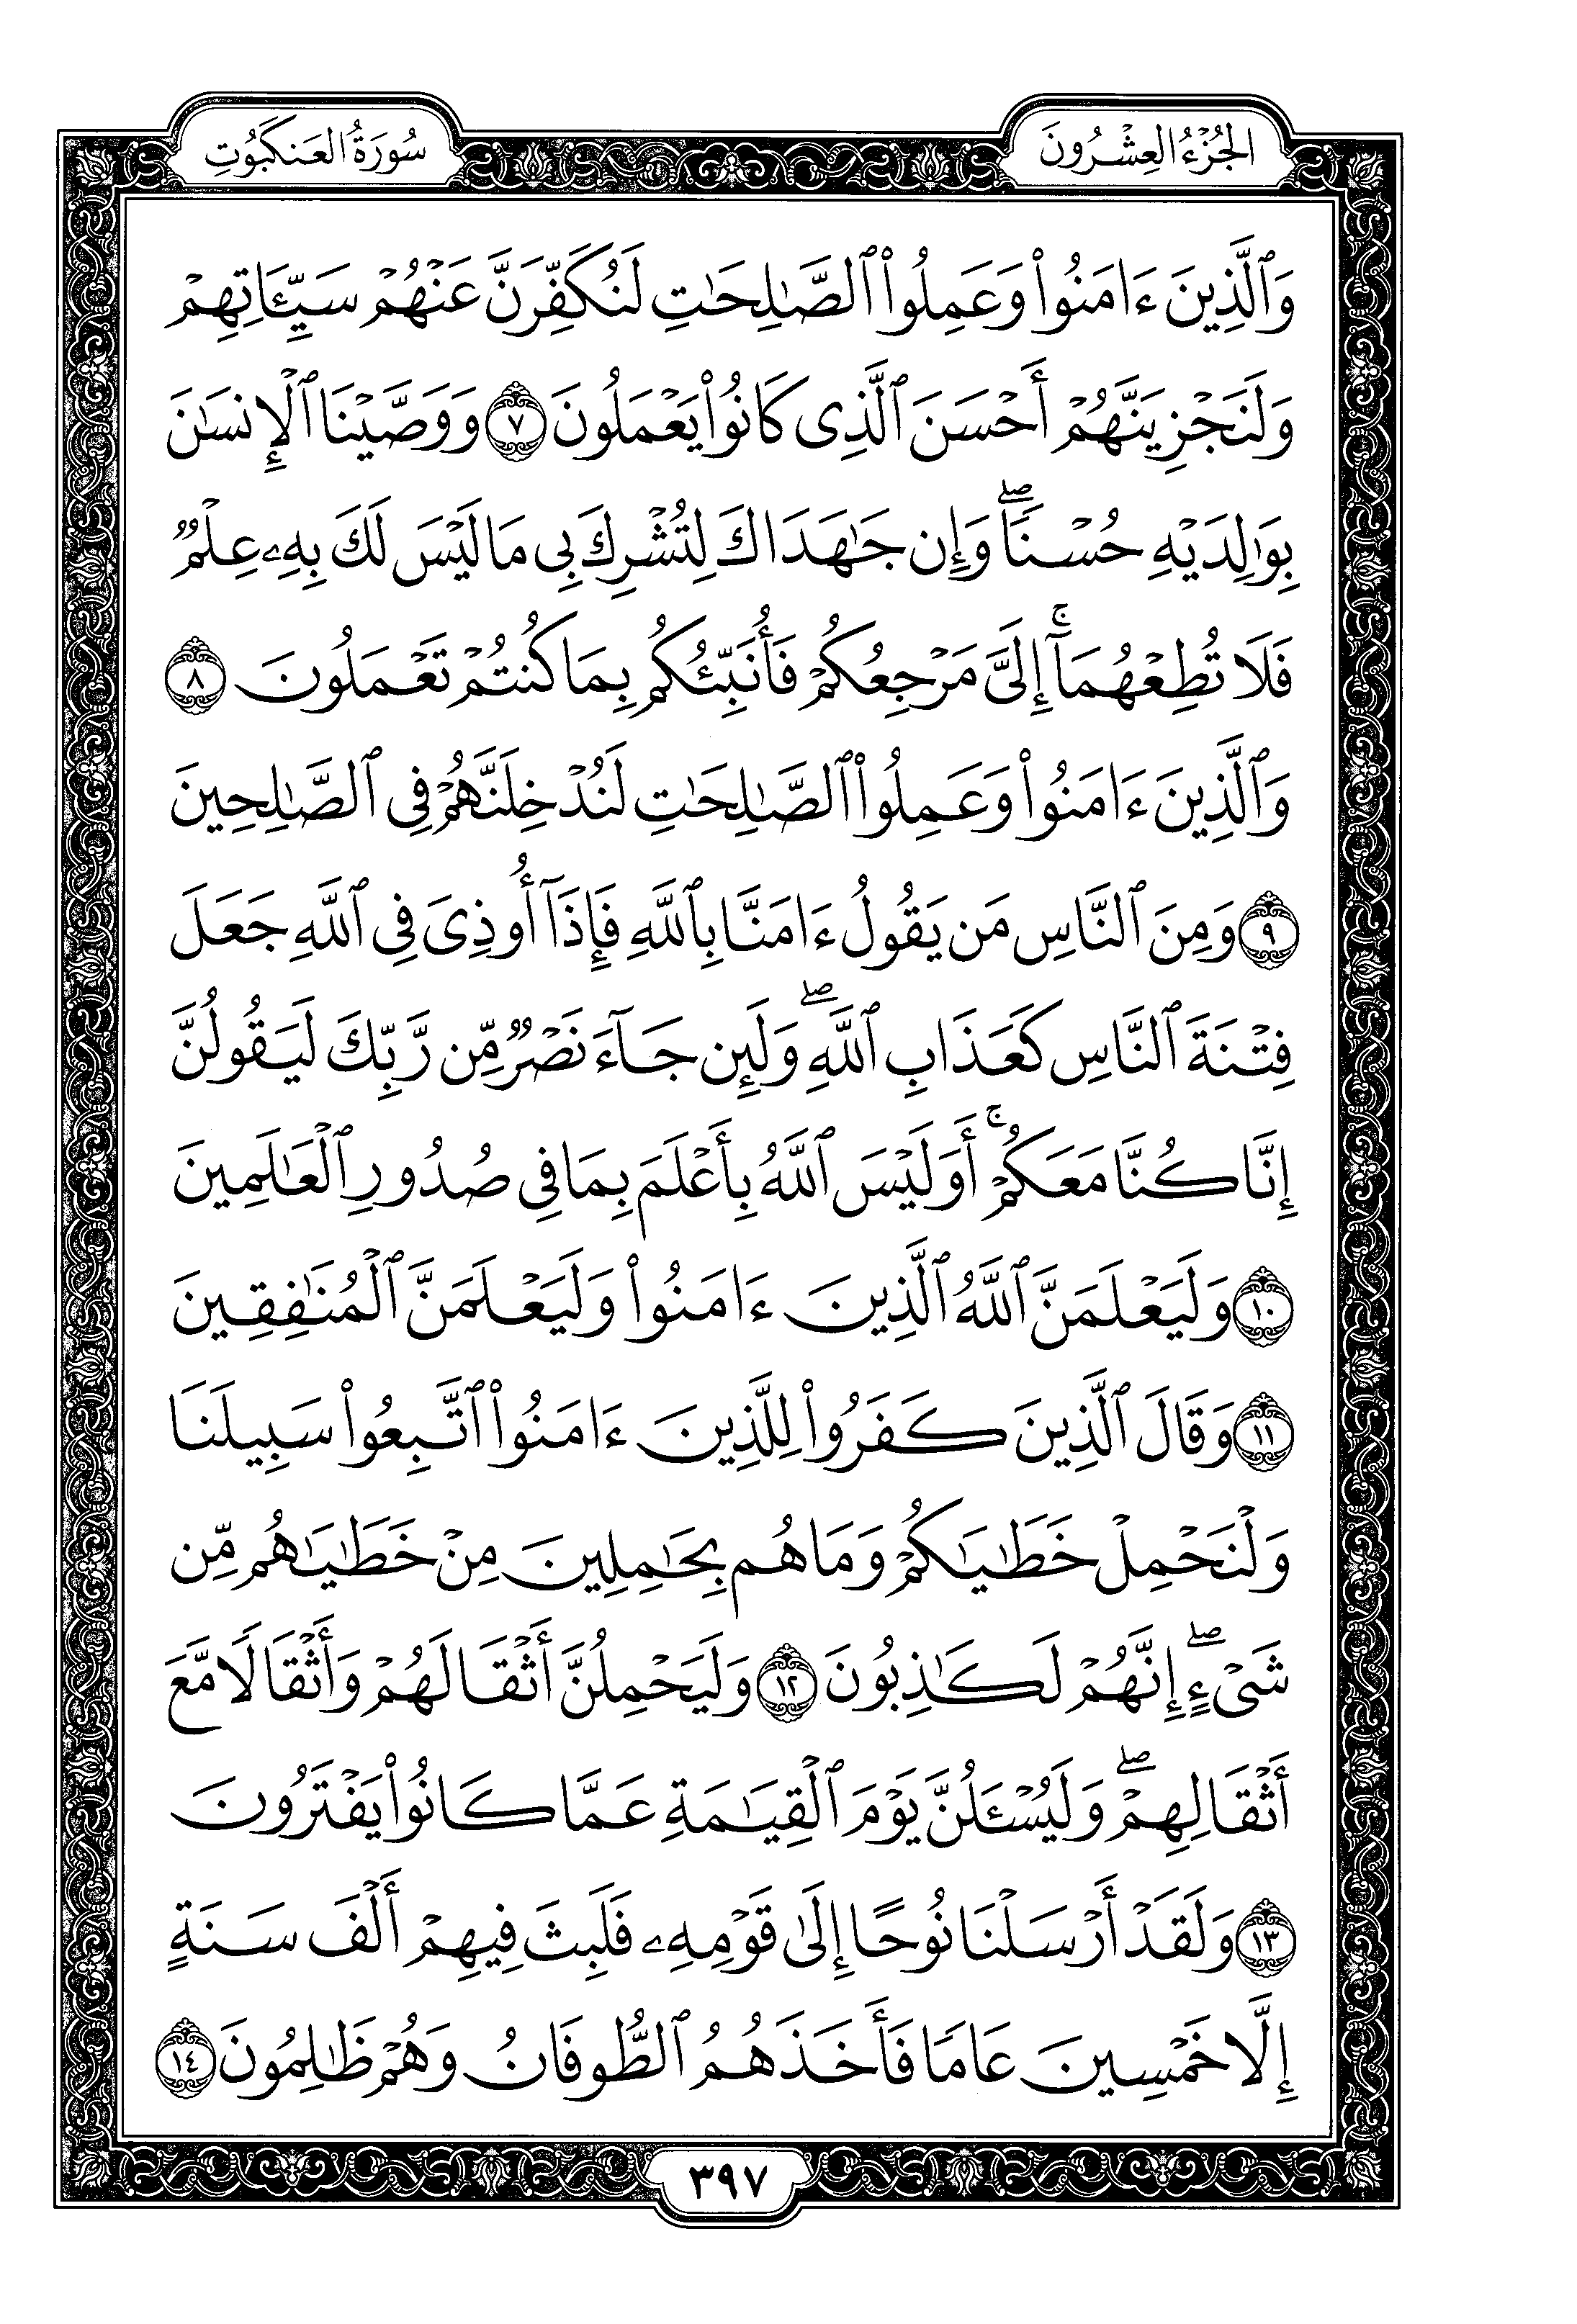 الجُزْءُ العِشْرُونَ
سُورَةُ العَنكَبُوتِ
وَٱلَّذِينَ ءَامَنُوا۟ وَعَمِلُوا۟ ٱلصَّٰلِحَٰتِ لَنُكَفِّرَنَّ عَنْهُمْ سَيِّـَٔاتِهِمْ
وَلَنَجْزِيَنَّهُمْ أَحْسَنَ ٱلَّذِى كَانُوا۟ يَعْمَلُونَ ٧ وَوَصَّيْنَا ٱلْإِنسَٰنَ
بِوَٰلِدَيْهِ حُسْنًا ۖ وَإِن جَٰهَدَاكَ لِتُشْرِكَ بِى مَا لَيْسَ لَكَ بِهِۦ عِلْمٌ
فَلَا تُطِعْهُمَآ ۚ إِلَىَّ مَرْجِعُكُمْ فَأُنَبِّئُكُم بِمَا كُنتُمْ تَعْمَلُونَ ٨
وَٱلَّذِينَ ءَامَنُوا۟ وَعَمِلُوا۟ ٱلصَّٰلِحَٰتِ لَنُدْخِلَنَّهُمْ فِى ٱلصَّٰلِحِينَ
٩ وَمِنَ ٱلنَّاسِ مَن يَقُولُ ءَامَنَّا بِٱللَّهِ فَإِذَآ أُوذِىَ فِى ٱللَّهِ جَعَلَ
فِتْنَةَ ٱلنَّاسِ كَعَذَابِ ٱللَّهِ ۖ وَلَئِن جَآءَ نَصْرٌ مِّن رَّبِّكَ لَيَقُولُنَّ
إِنَّا كُنَّا مَعَكُمْ ۚ أَوَلَيْسَ ٱللَّهُ بِأَعْلَمَ بِمَا فِى صُدُورِ ٱلْعَٰلَمِينَ
١٠ وَلَيَعْلَمَنَّ ٱللَّهُ ٱلَّذِينَ ءَامَنُوا۟ وَلَيَعْلَمَنَّ ٱلْمُنَٰفِقِينَ
١١ وَقَالَ ٱلَّذِينَ كَفَرُوا۟ لِلَّذِينَ ءَامَنُوا۟ ٱتَّبِعُوا۟ سَبِيلَنَا
وَلْنَحْمِلْ خَطَٰيَٰكُمْ وَمَا هُم بِحَٰمِلِينَ مِنْ خَطَٰيَٰهُم مِّن
شَىْءٍ ۖ إِنَّهُمْ لَكَٰذِبُونَ ١٢ وَلَيَحْمِلُنَّ أَثْقَالَهُمْ وَأَثْقَالًا مَّعَ
أَثْقَالِهِمْ ۖ وَلَيُسْـَٔلُنَّ يَوْمَ ٱلْقِيَٰمَةِ عَمَّا كَانُوا۟ يَفْتَرُونَ
١٣ وَلَقَدْ أَرْسَلْنَا نُوحًا إِلَىٰ قَوْمِهِۦ فَلَبِثَ فِيهِمْ أَلْفَ سَنَةٍ
إِلَّا خَمْسِينَ عَامًا فَأَخَذَهُمُ ٱلطُّوفَانُ وَهُمْ ظَٰلِمُونَ ١٤
٣٩٧